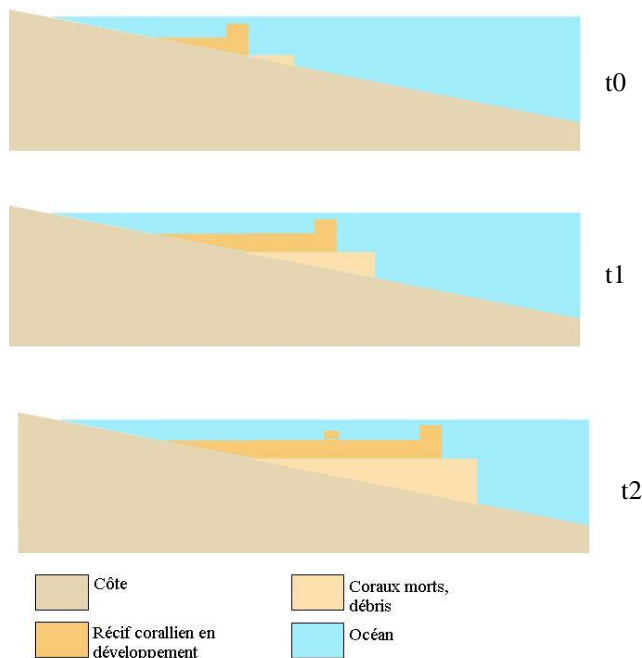 t0
t1
t2
Côte
Coraux morts,
débris
Récif corallien en
développement
Océan